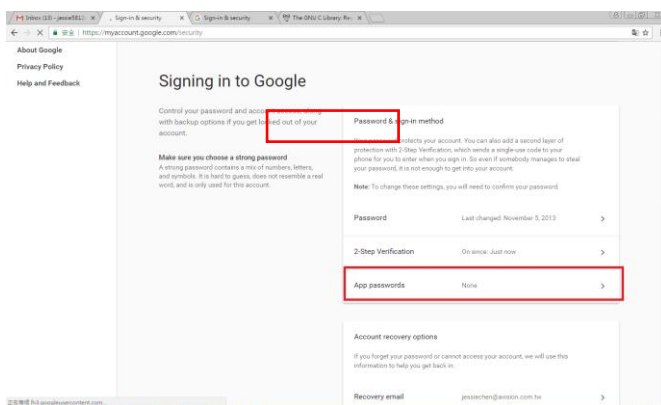 Inbox (13) - jessie5812
Sign-in & security
Sign-in & security
The GNU C Library: Re
安全 | https://myaccount.google.com/security
About Google
Privacy Policy
Help and Feedback
Signing in to Google
Control your password and account access, along
with backup options if you get locked out of your
account.
Make sure you choose a strong password
A strong password contains a mix of numbers, letters,
and symbols. It is hard to guess, does not resemble a real
word, and is only used for this account.
Password & sign-in method
Your password protects your account. You can also add a second layer of
protection with 2-Step Verification, which sends a single-use code to your
phone for you to enter when you sign in. So even if somebody manages to steal
your password, it is not enough to get into your account.
Note: To change these settings, you will need to confirm your password.
Password Last changed: November 5, 2013
2-Step Verification On since: Just now
App passwords None
Account recovery options
If you forget your password or cannot access your account, we will use this
information to help you get back in.
Recovery email jessiechen@avision.com.tw